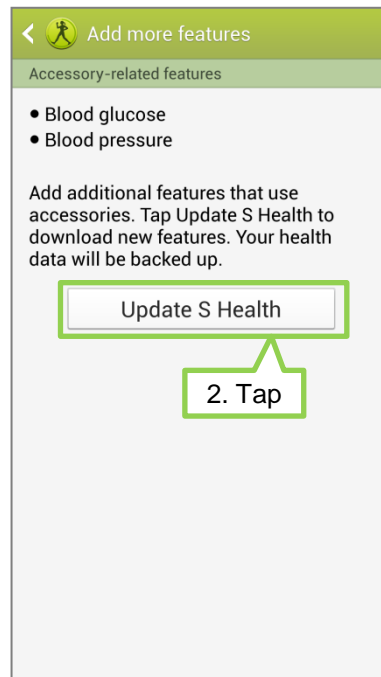 Add more features
Accessory-related features
• Blood glucose
• Blood pressure
Add additional features that use
accessories. Tap Update S Health to
download new features. Your health
data will be backed up.
Update S Health
2. Tap